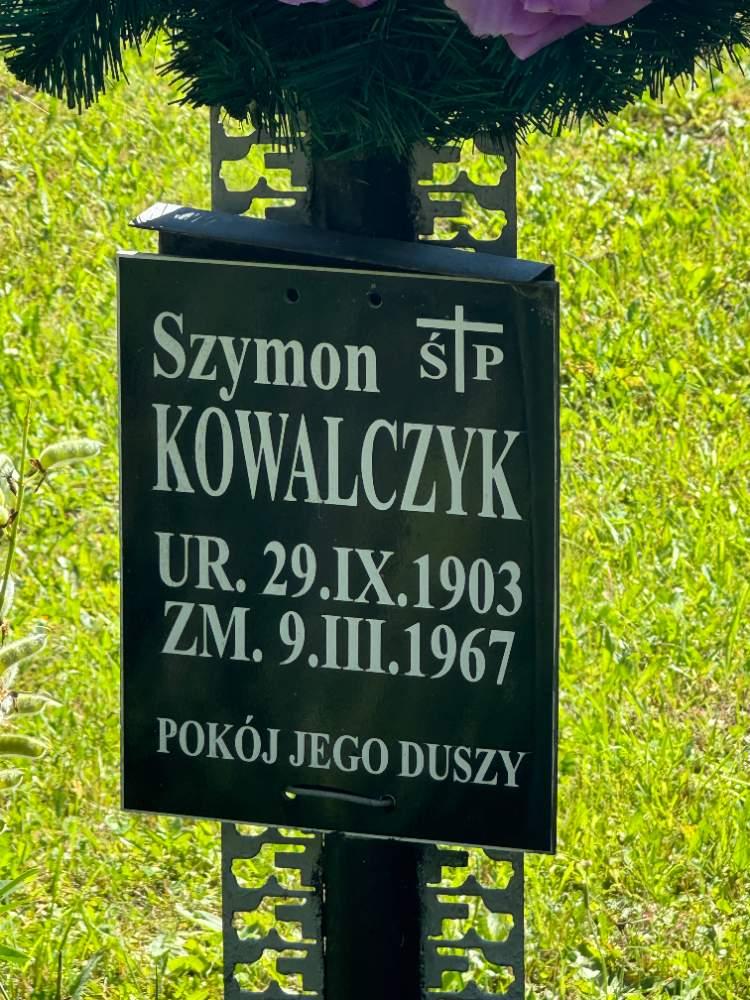 Szymon ŚP
KOWALCZYK
UR. 29.IX.1903
ZM. 9.III.1967
POKÓJ JEGO DUSZY